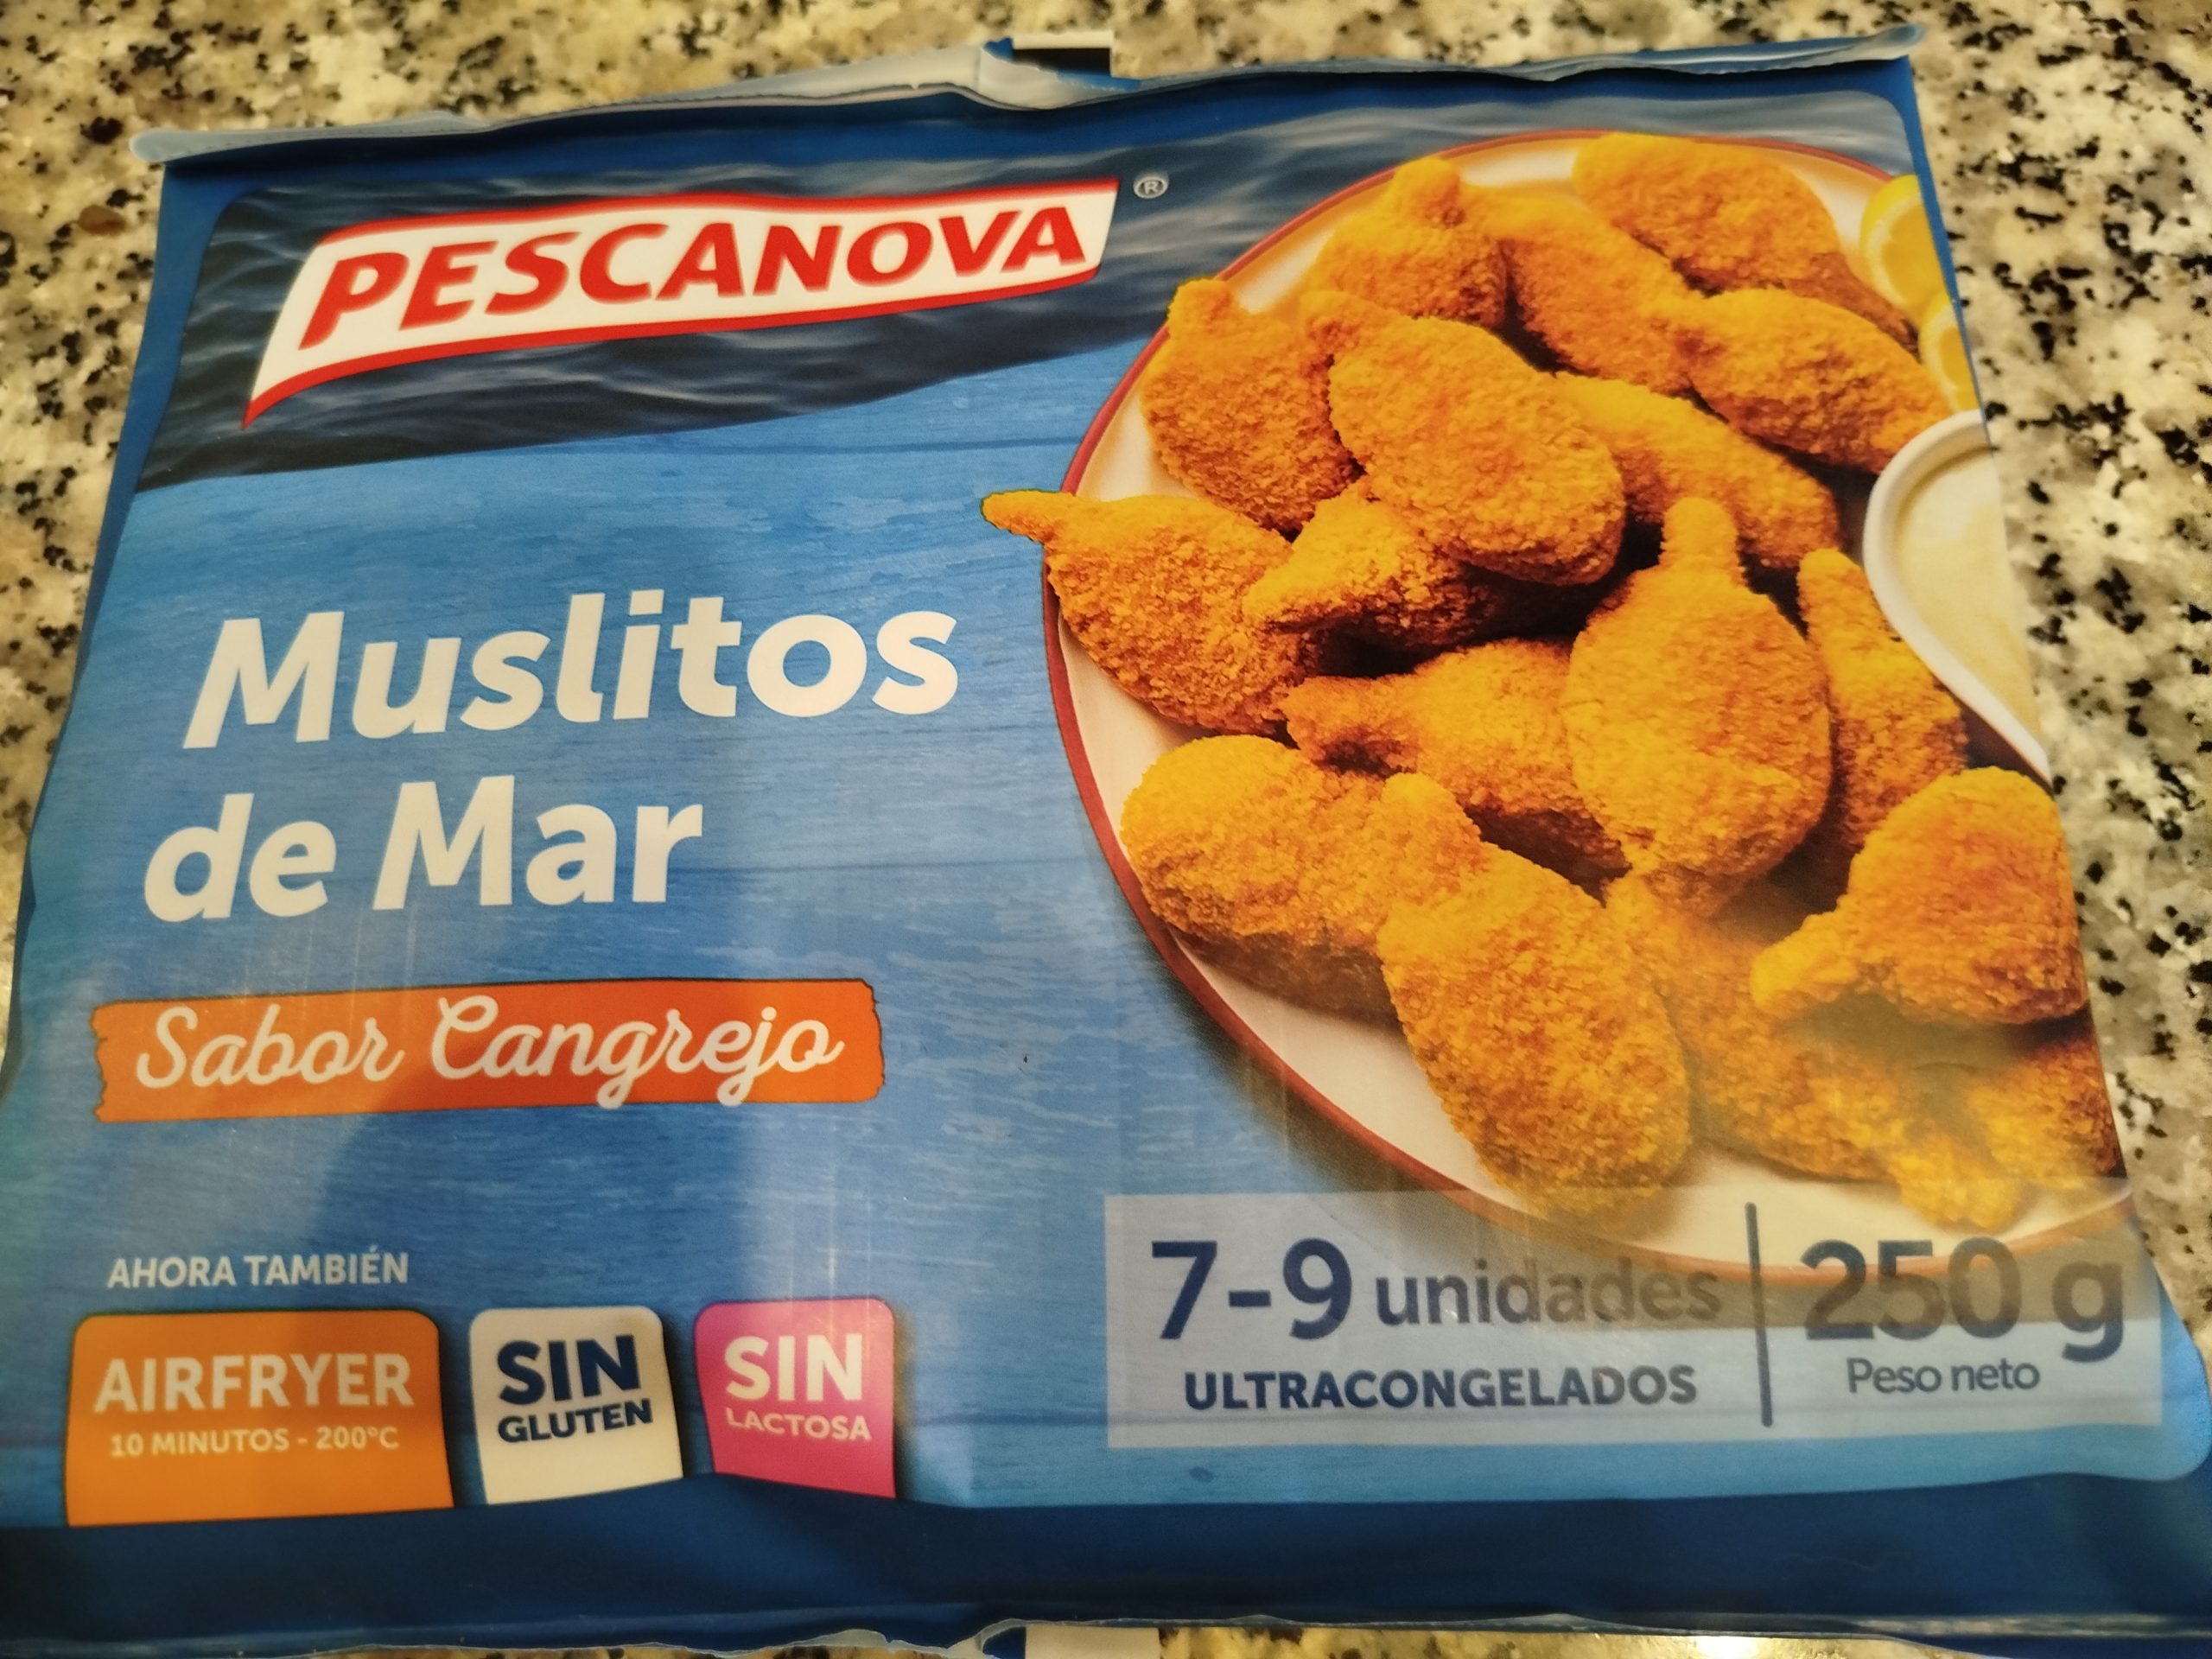 PESCANOVA ®
Muslitos
de Mar
Sabor Cangrejo
AHORA TAMBIÉN
AIRFRYER
10 MINUTOS - 200°C
SIN
GLUTEN
SIN
LACTOSA
7-9 unidades
ULTRACONGELADOS
250 g
Peso neto